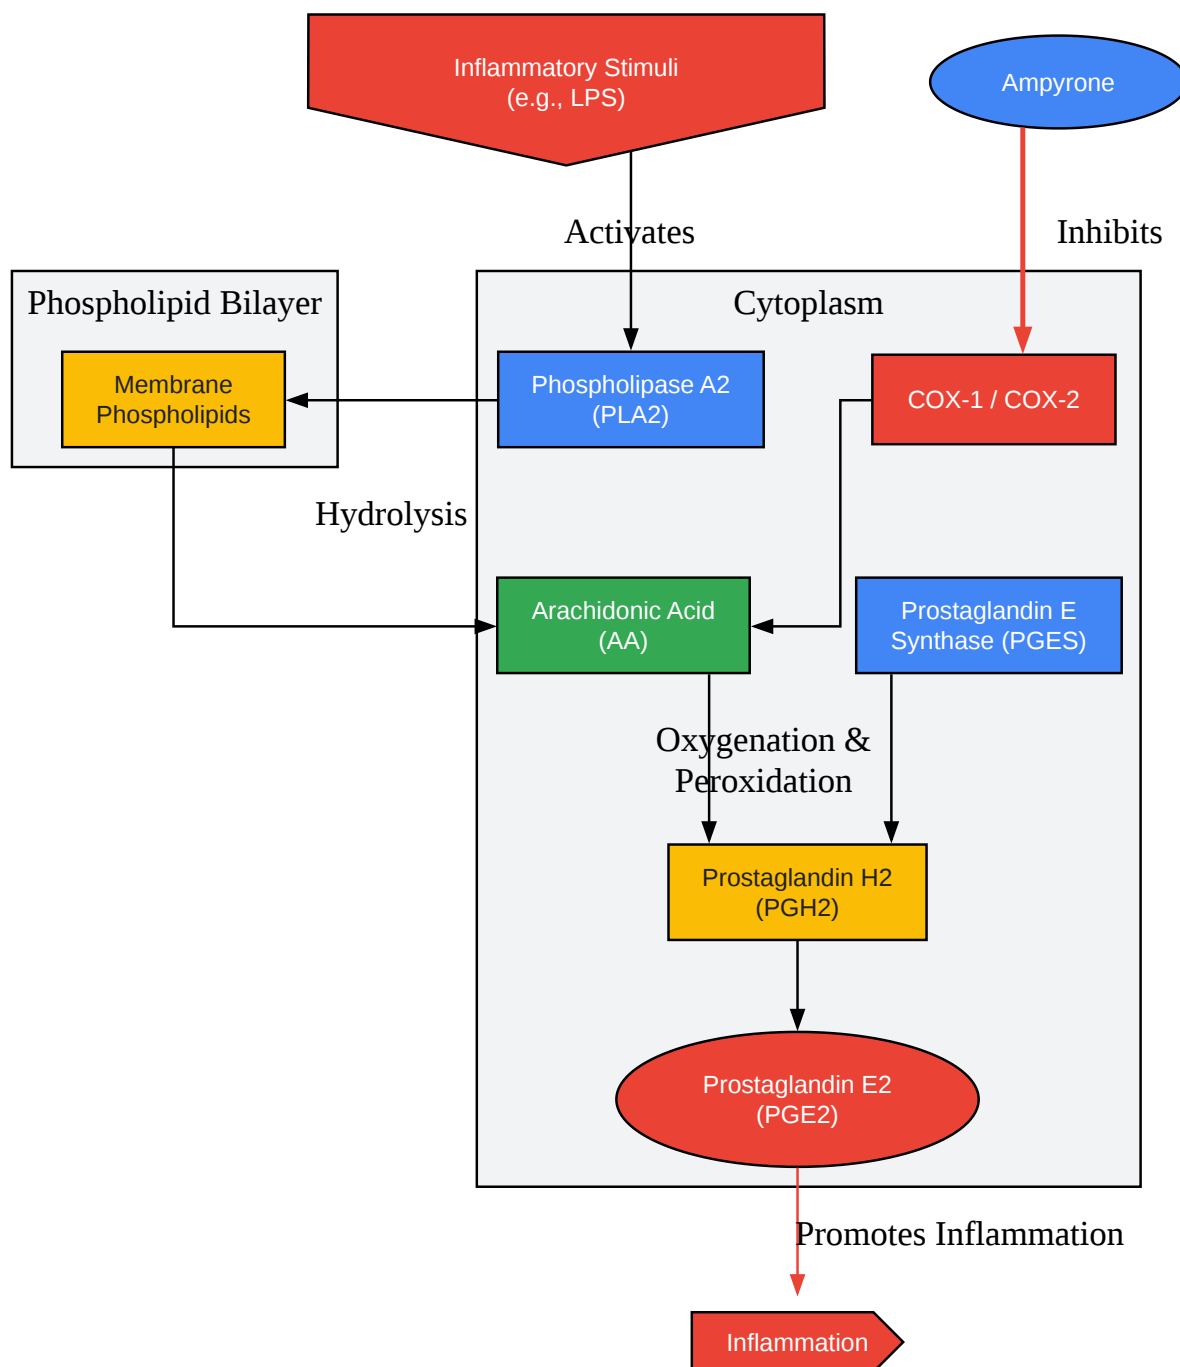 Inflammatory Stimuli
(e.g., LPS)
Ampyrone
Activates
Inhibits
Phospholipid Bilayer
Cytoplasm
Membrane
Phospholipids
Phospholipase A2
(PLA2)
COX-1 / COX-2
Hydrolysis
Arachidonic Acid
(AA)
Prostaglandin E
Synthase (PGES)
Oxygenation &
Peroxidation
Prostaglandin H2
(PGH2)
Prostaglandin E2
(PGE2)
Promotes Inflammation
Inflammation